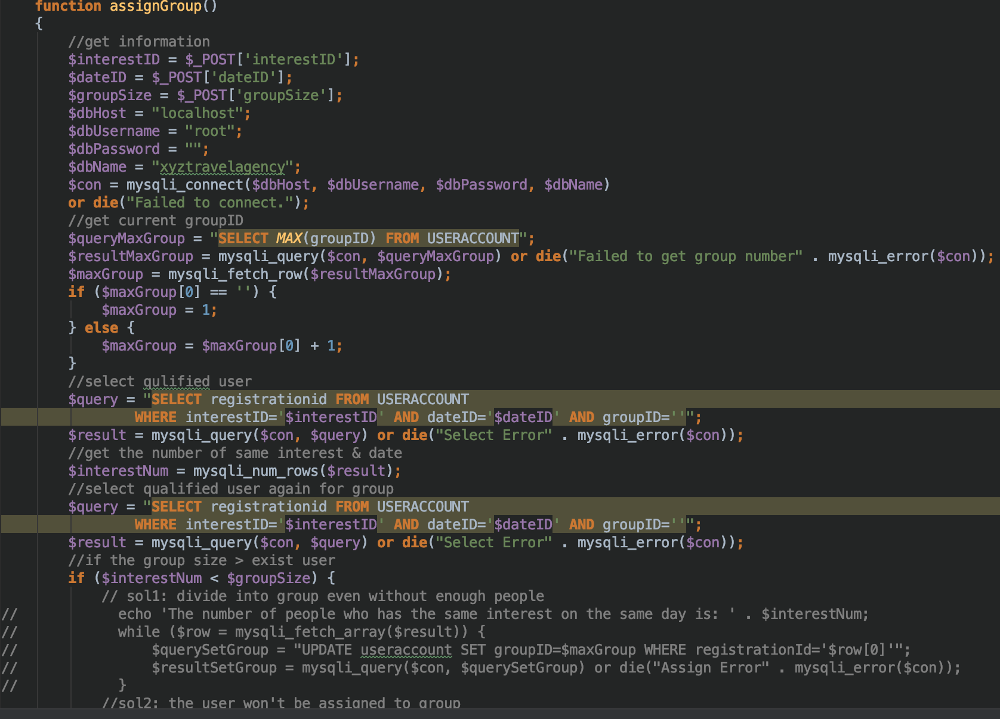 function assignGroup()
{
//get information
$interestID = $_POST['interestID'];
$dateID = $_POST['dateID'];
$groupSize = $_POST['groupSize'];
$dbHost = "localhost";
$dbUsername = "root";
$dbPassword = "";
$dbName = "xyztravelagency";
$con = mysqli_connect($dbHost, $dbUsername, $dbPassword, $dbName)
or die("Failed to connect.");
//get current groupID
$queryMaxGroup = "SELECT MAX(groupID) FROM USERACCOUNT";
$resultMaxGroup = mysqli_query($con, $queryMaxGroup) or die("Failed to get group number" . mysqli_error($con));
$maxGroup = mysqli_fetch_row($resultMaxGroup);
if ($maxGroup[0] == '') {
$maxGroup = 1;
} else {
$maxGroup = $maxGroup[0] + 1;
}
//select qulified user
$query = "SELECT registrationid FROM USERACCOUNT
WHERE interestID='$interestID' AND dateID='$dateID' AND groupID=''";
$result = mysqli_query($con, $query) or die("Select Error" . mysqli_error($con));
//get the number of same interest & date
$interestNum = mysqli_num_rows($result);
//select qualified user again for group
$query = "SELECT registrationid FROM USERACCOUNT
WHERE interestID='$interestID' AND dateID='$dateID' AND groupID=''";
$result = mysqli_query($con, $query) or die("Select Error" . mysqli_error($con));
//if the group size > exist user
if ($interestNum < $groupSize) {
// sol1: divide into group even without enough people
// echo 'The number of people who has the same interest on the same day is: ' . $interestNum;
// while ($row = mysqli_fetch_array($result)) {
// $querySetGroup = "UPDATE useraccount SET groupID=$maxGroup WHERE registrationId='$row[0]'";
// $resultSetGroup = mysqli_query($con, $querySetGroup) or die("Assign Error" . mysqli_error($con));
// }
//sol2: the user won't be assigned to group